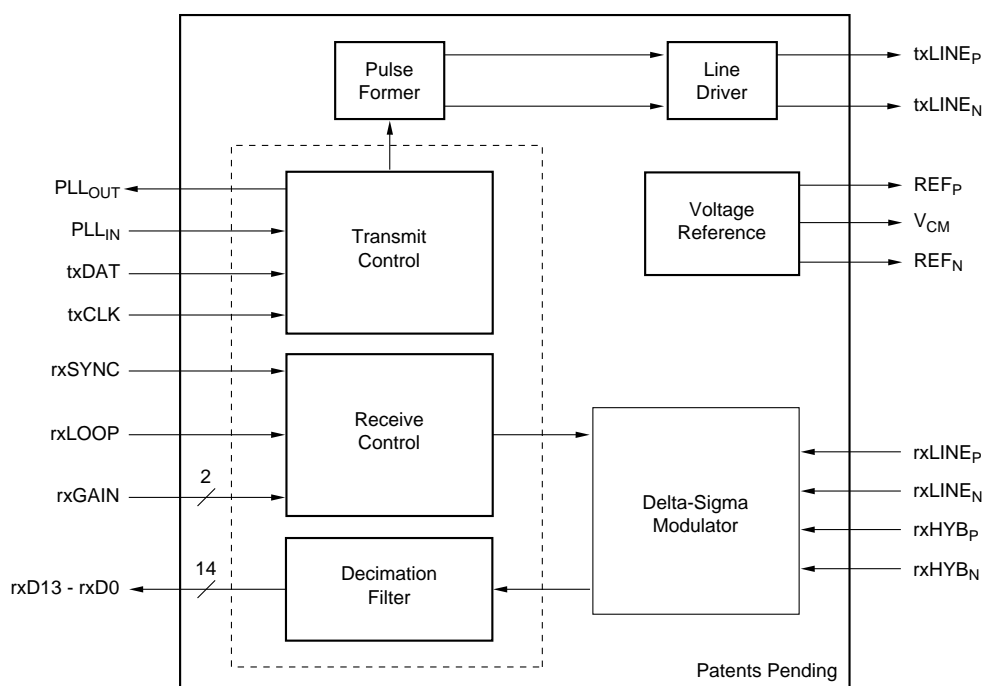 Pulse
Former
Line
Driver
txLINEP
txLINEN
PLLOUT
PLLIN
txDAT
txCLK
Transmit
Control
Voltage
Reference
REFP
VCM
REFN
rxSYNC
rxLOOP
rxGAIN
2
Receive
Control
Delta-Sigma
Modulator
rxLINEP
rxLINEN
rxHYBP
rxHYBN
rxD13 - rxD0
14
Decimation
Filter
Patents Pending